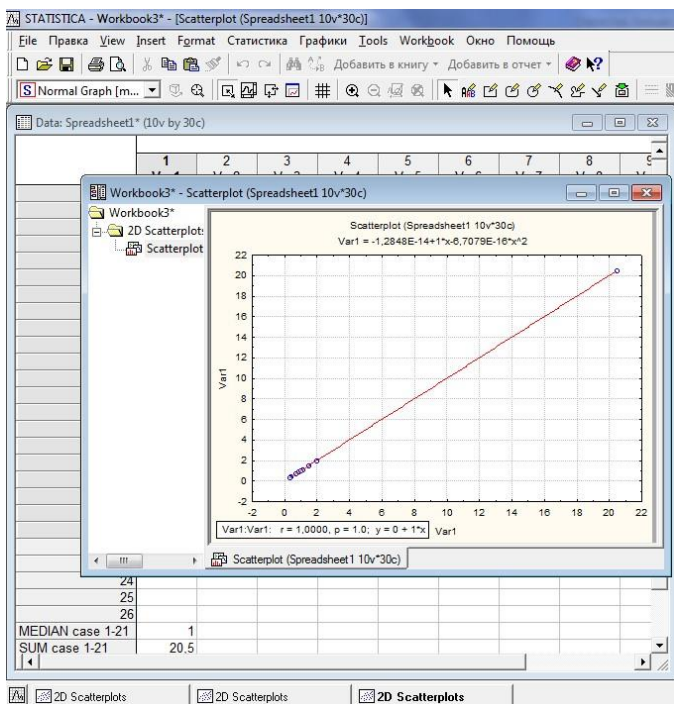 STATISTICA - Workbook3* - [Scatterplot (Spreadsheet1 10v*30c)]
File Правка View Insert Format Статистика Графики Tools Workbook Окно Помощь
Добавить в книгу Добавить в отчет
S Normal Graph [m...
Data: Spreadsheet1* (10v by 30c)
1 2 3 4 5 6 7 8 9
Workbook3* - Scatterplot (Spreadsheet1 10v*30c)
Workbook3*
2D Scatterplots
Scatterplot
Scatterplot (Spreadsheet1 10v*30c)
Var1 = -1,2848E-14+1*x-6,7079E-16*x^2
22
20
18
16
14
12
10
8
6
4
2
0
-2
Var1
-2 0 2 4 6 8 10 12 14 16 18 20 22
Var1:Var1: r = 1,0000, p = 1.0; y = 0 + 1*x
Var1
Scatterplot (Spreadsheet1 10v*30c)
24
25
26
MEDIAN case 1-21 1
SUM case 1-21 20,5
2D Scatterplots 2D Scatterplots 2D Scatterplots